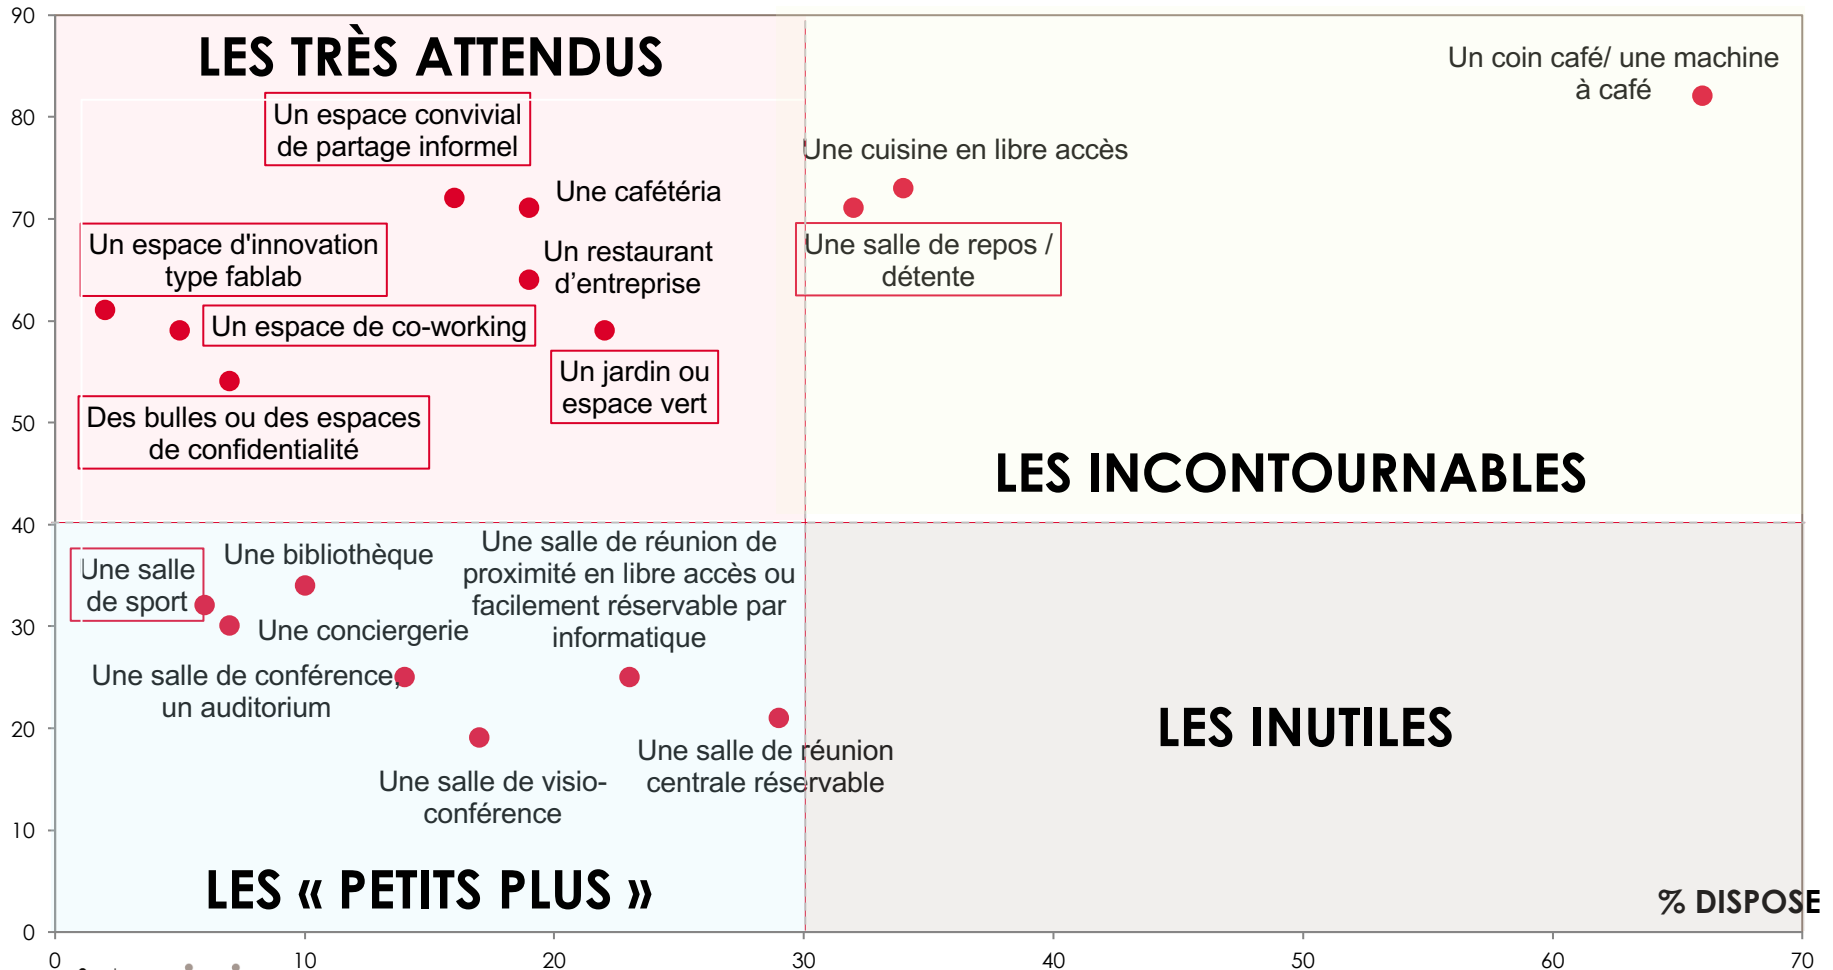 90
LES TRÈS ATTENDUS
Un coin café/ une machine
à café
80
Un espace convivial
de partage informel
Une cuisine en libre accès
Une cafétéria
70
Un espace d'innovation
type fablab
Un restaurant
d’entreprise
Une salle de repos /
détente
60
Un espace de co-working
Un jardin ou
espace vert
50
Des bulles ou des espaces
de confidentialité
LES INCONTOURNABLES
40
Une salle
de sport
Une bibliothèque
Une salle de réunion de
proximité en libre accès ou
facilement réservable par
informatique
30
Une conciergerie
Une salle de conférence,
un auditorium
20
LES INUTILES
Une salle de réunion
centrale réservable
Une salle de visio-
conférence
10
LES « PETITS PLUS »
% DISPOSE
0
0
10
20
30
40
50
60
70